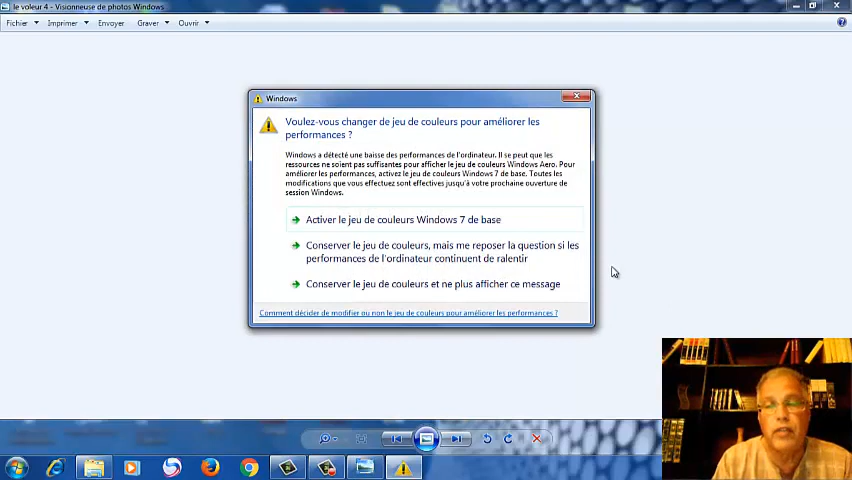 le voleur 4 - Visionneuse de photos Windows
Fichier Imprimer Envoyer Graver Ouvrir
Windows
Voulez-vous changer de jeu de couleurs pour améliorer les
performances ?
Windows a détecté une baisse des performances de l'ordinateur. Il se peut que les
ressources ne soient pas suffisantes pour afficher le jeu de couleurs Windows Aero. Pour
améliorer les performances, activez le jeu de couleurs Windows 7 de base. Toutes les
modifications que vous effectuez sont effectives jusqu'à votre prochaine ouverture de
session Windows.
Activer le jeu de couleurs Windows 7 de base
Conserver le jeu de couleurs, mais me reposer la question si les
performances de l'ordinateur continuent de ralentir
Conserver le jeu de couleurs et ne plus afficher ce message
Comment décider de modifier ou non le jeu de couleurs pour améliorer les performances ?